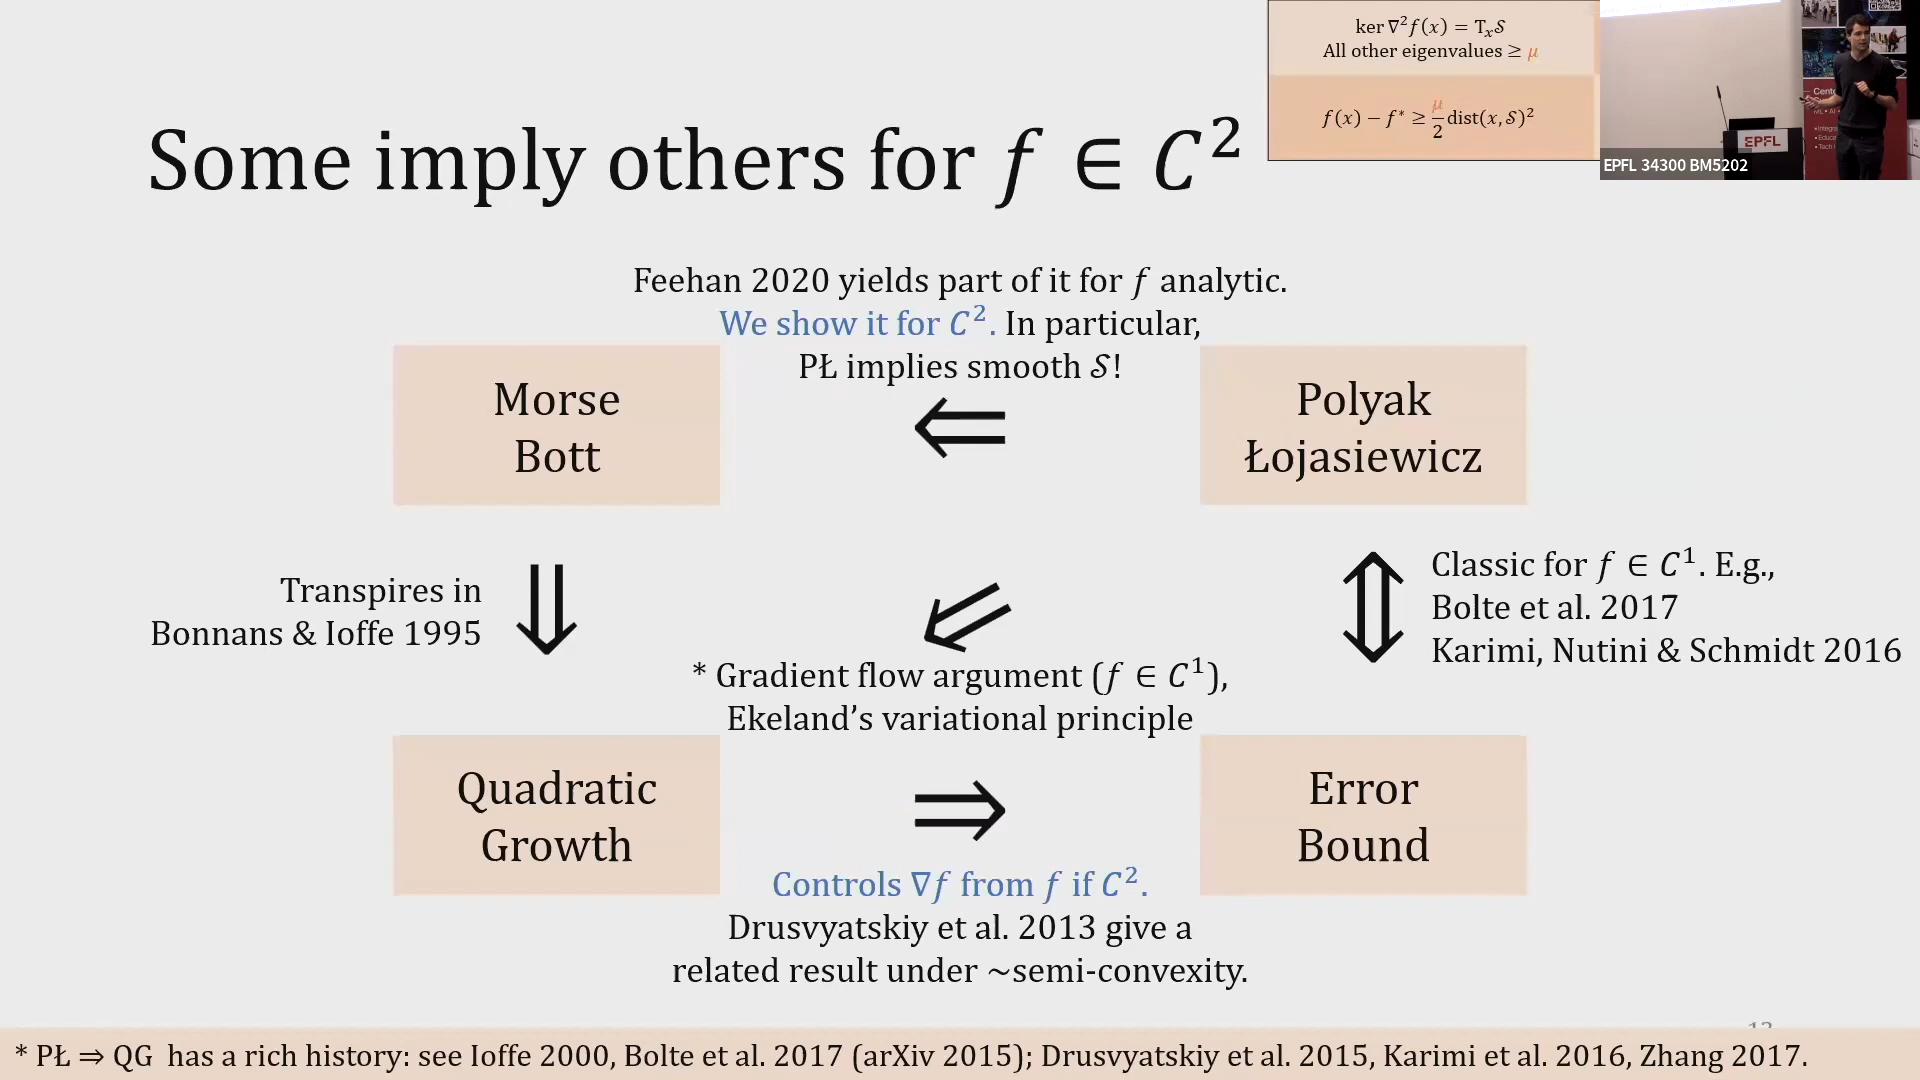 ker ∇²f(x) = TₓS
All other eigenvalues ≥ μ
f(x) − f* ≥ μ/2 dist(x, S)²
EPFL
EPFL 34300 BM5202
Some imply others for f ∈ C²
Feehan 2020 yields part of it for f analytic.
We show it for C². In particular,
PŁ implies smooth S!
Morse
Bott
⇐
Polyak
Łojasiewicz
Transpires in
Bonnans & Ioffe 1995
⇓
⇙
* Gradient flow argument (f ∈ C¹),
Ekeland’s variational principle
⇕
Classic for f ∈ C¹. E.g.,
Bolte et al. 2017
Karimi, Nutini & Schmidt 2016
Quadratic
Growth
⇒
Error
Bound
Controls ∇f from f if C².
Drusvyatskiy et al. 2013 give a
related result under ~semi-convexity.
* PŁ ⇒ QG has a rich history: see Ioffe 2000, Bolte et al. 2017 (arXiv 2015); Drusvyatskiy et al. 2015, Karimi et al. 2016, Zhang 2017.